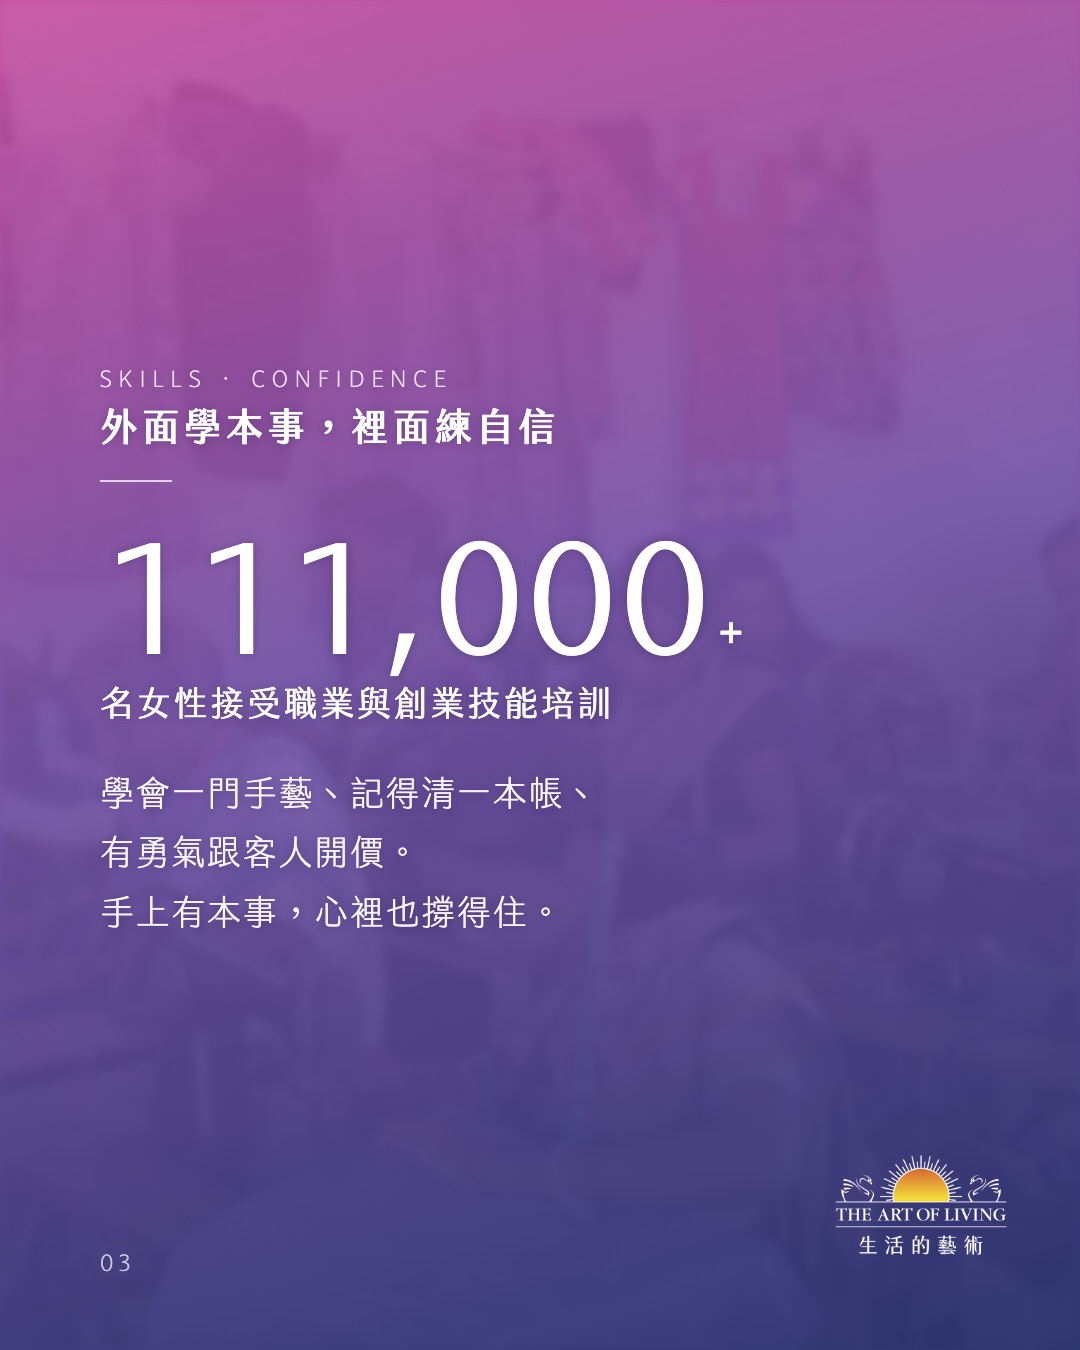 SKILLS · CONFIDENCE
外面學本事，裡面練自信
111,000+
名女性接受職業與創業技能培訓
學會一門手藝、記得清一本帳、
有勇氣跟客人開價。
手上有本事，心裡也撐得住。
THE ART OF LIVING
生活的藝術
03